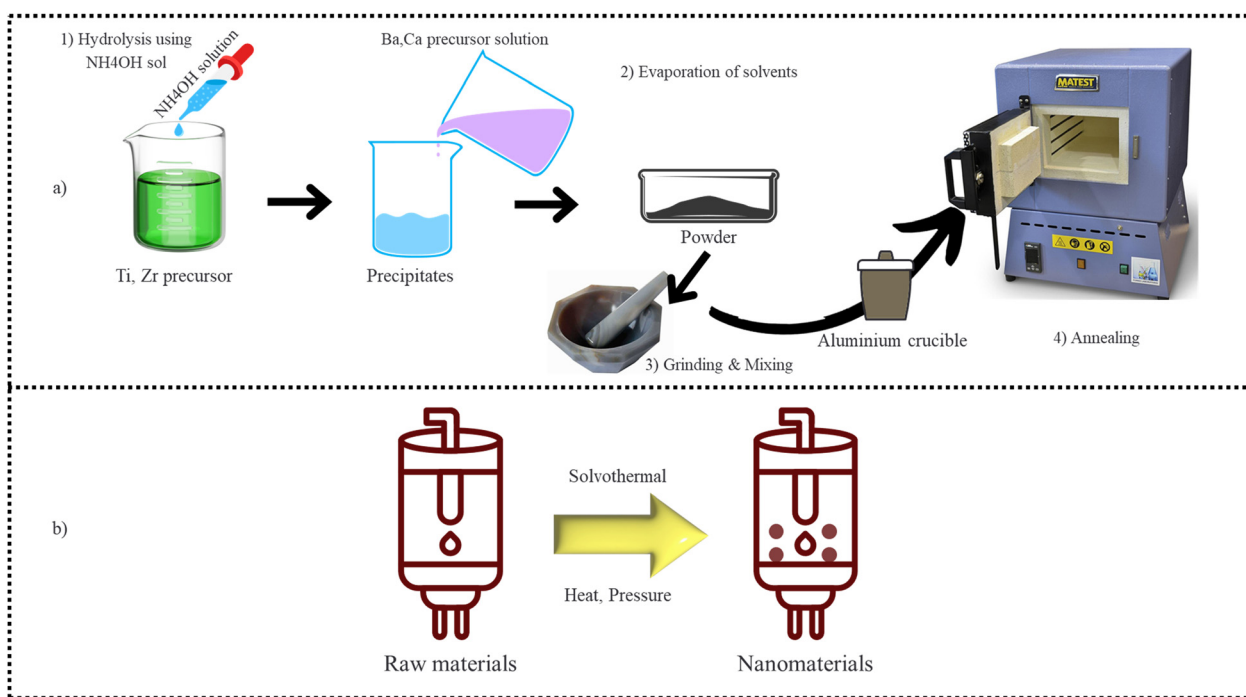 1) Hydrolysis using
NH4OH sol
NH4OH solution
Ba,Ca precursor solution
2) Evaporation of solvents
MATEST
a)
Ti, Zr precursor
Precipitates
Powder
Aluminium crucible
3) Grinding & Mixing
4) Annealing
b)
Solvothermal
Heat, Pressure
Raw materials
Nanomaterials